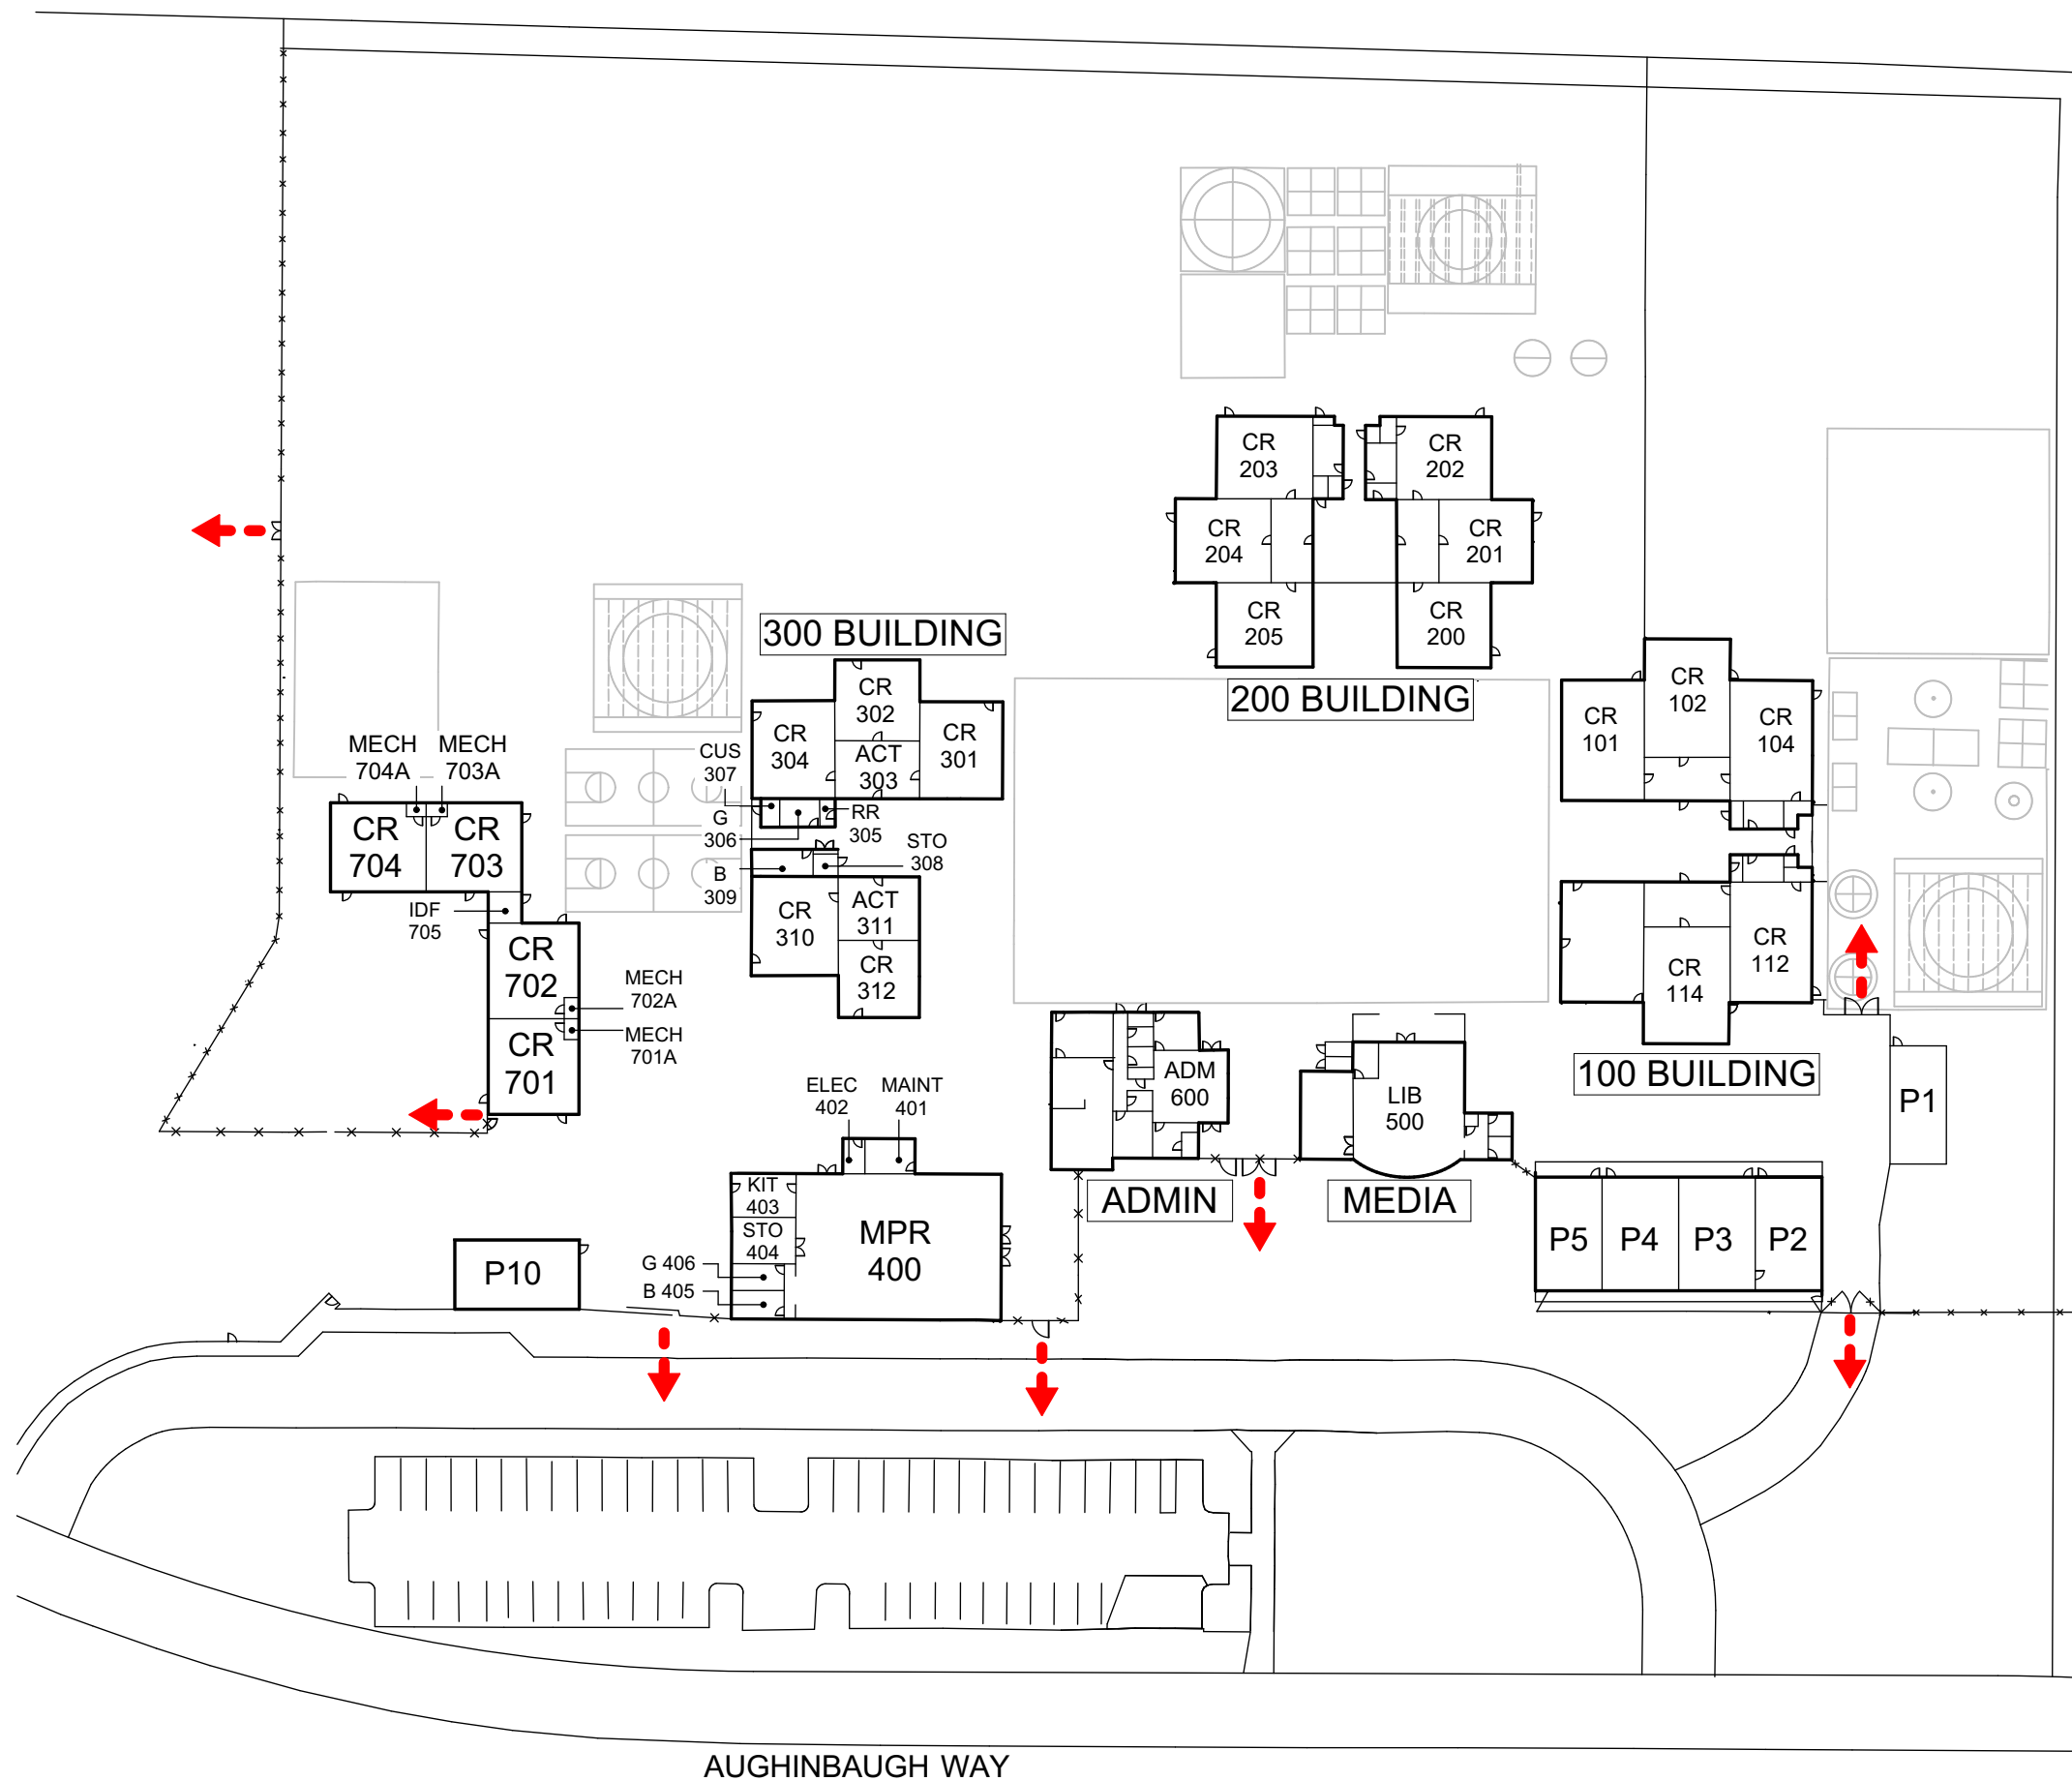 CR
203
CR
202
CR
204
CR
201
CR
205
CR
200
200 BUILDING
300 BUILDING
CR
302
CR
304
ACT
303
CR
301
CUS
307
G
306
RR
305
STO
308
B
309
CR
310
ACT
311
CR
312
CR
102
CR
101
CR
104
CR
112
CR
114
100 BUILDING
MECH
704A
MECH
703A
CR
704
CR
703
IDF
705
CR
702
MECH
702A
MECH
701A
CR
701
ELEC
402
MAINT
401
KIT
403
STO
404
G 406
B 405
MPR
400
ADM
600
ADMIN
LIB
500
MEDIA
P1
P5
P4
P3
P2
P10
AUGHINBAUGH WAY